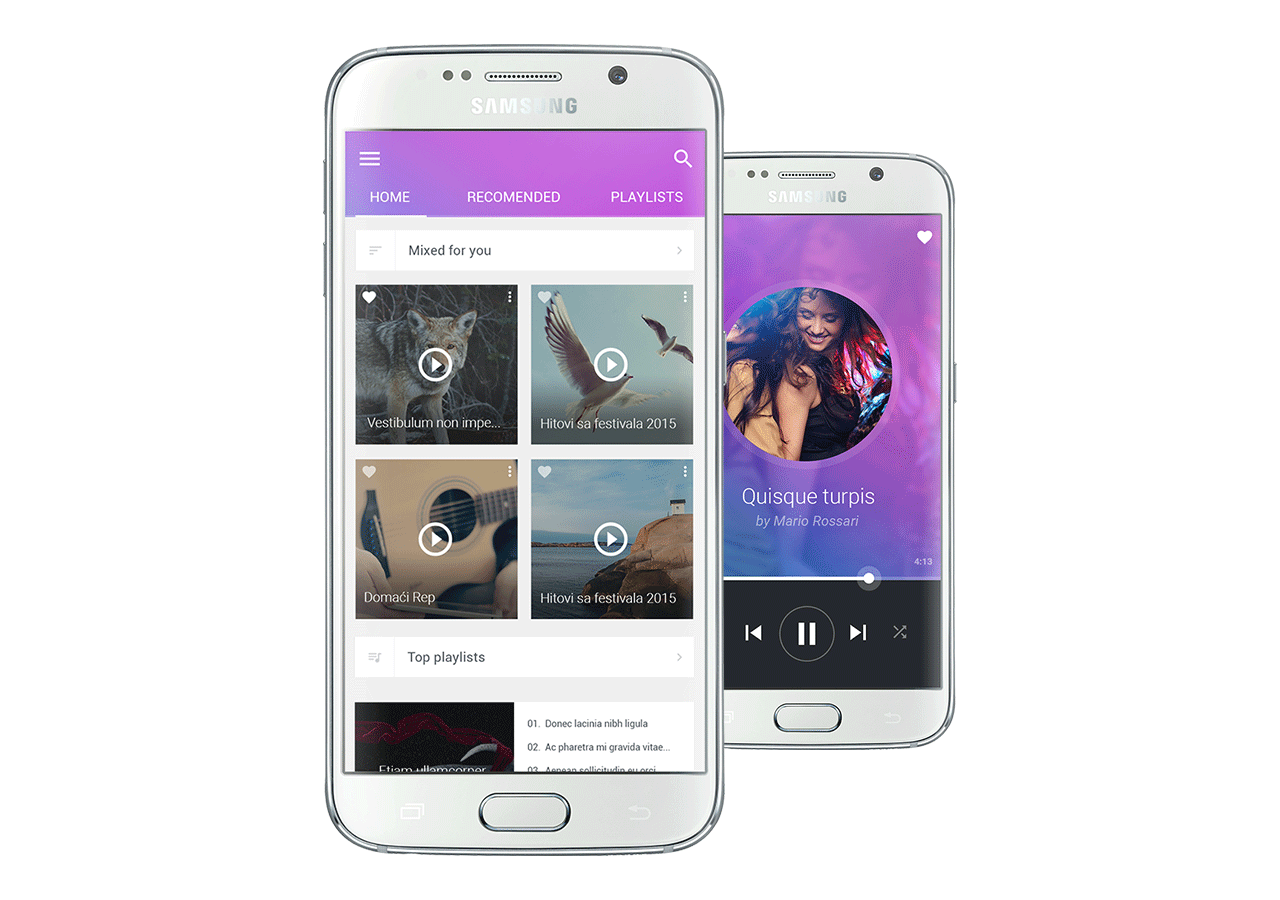 SAMSUNG
HOME RECOMENDED PLAYLISTS
Mixed for you
Vestibulum non impe...
Hitovi sa festivala 2015
Domaći Rep
Hitovi sa festivala 2015
Top playlists
Etiam ullamcorper
01. Donec lacinia nibh ligula
02. Ac pharetra mi gravida vitae...
03. Aenean sollicitudin eu orci
SAMSUNG
Quisque turpis
by Mario Rossari
4:13